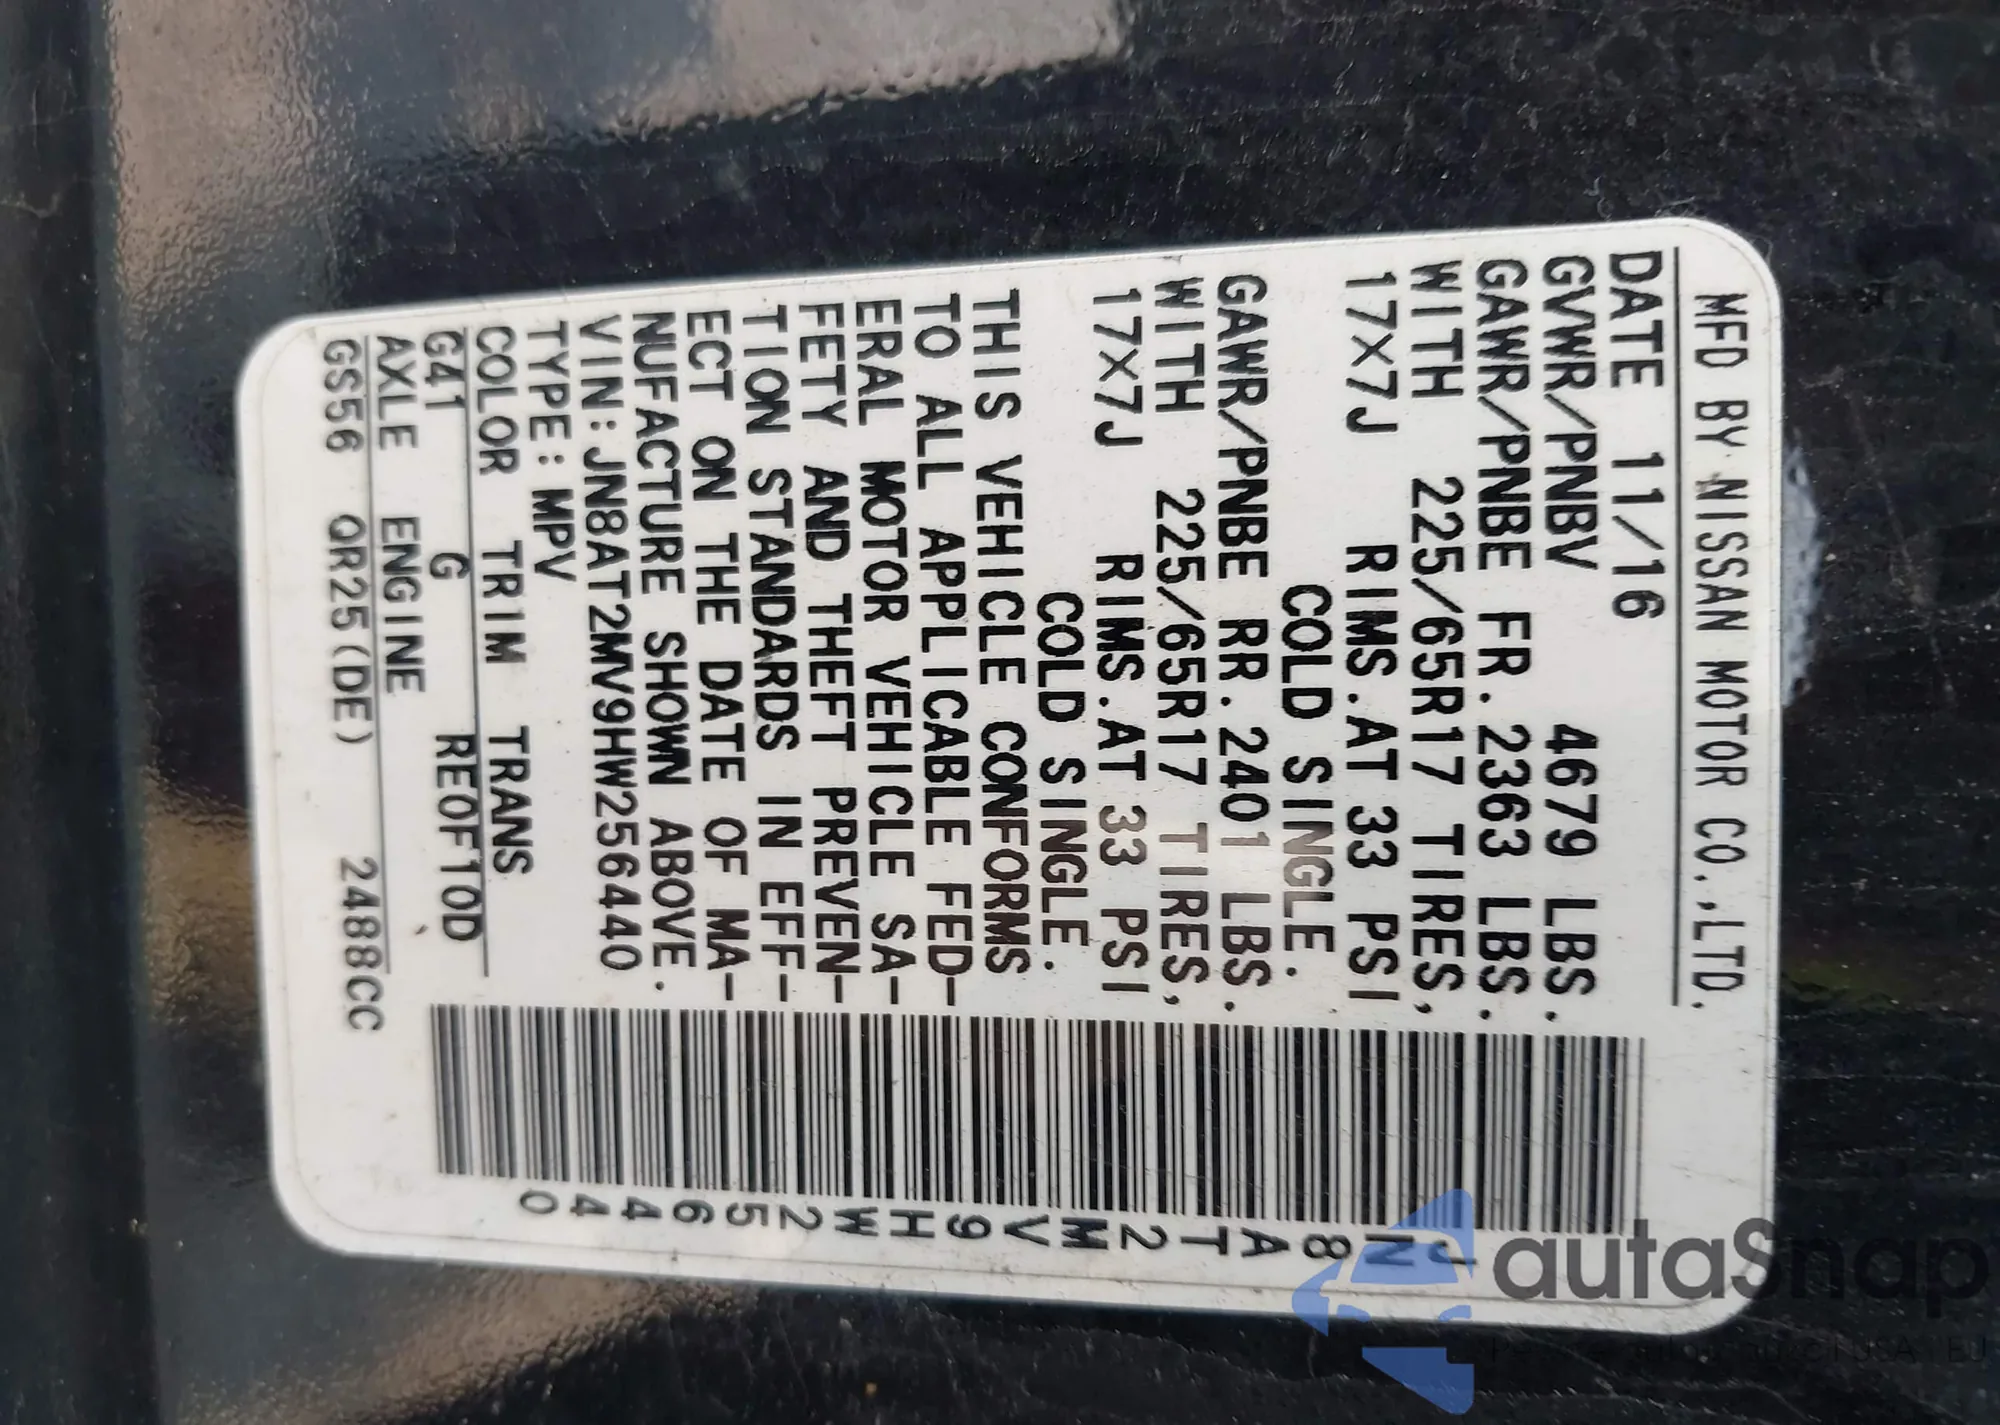 MFD BY NISSAN MOTOR CO.,LTD.
DATE 11/16
GVWR/PNBV 4679 LBS.
GAWR/PNBE FR.2363 LBS.
WITH 225/65R17 TIRES,
17×7J RIMS.AT 33 PSI
COLD SINGLE.
GAWR/PNBE RR.2401 LBS.
WITH 225/65R17 TIRES,
17×7J RIMS.AT 33 PSI
COLD SINGLE.
THIS VEHICLE CONFORMS
TO ALL APPLICABLE FED-
ERAL MOTOR VEHICLE SA-
FETY AND THEFT PREVEN-
TION STANDARDS IN EFF-
ECT ON THE DATE OF MA-
NUFACTURE SHOWN ABOVE.
VIN:JN8AT2MV9HW256440
TYPE:MPV
COLOR TRIM TRANS
G41 G RE0F10D
AXLE ENGINE
GS56 QR25(DE) 2488CC
JN8AT2MV9HW256440
autaSnap